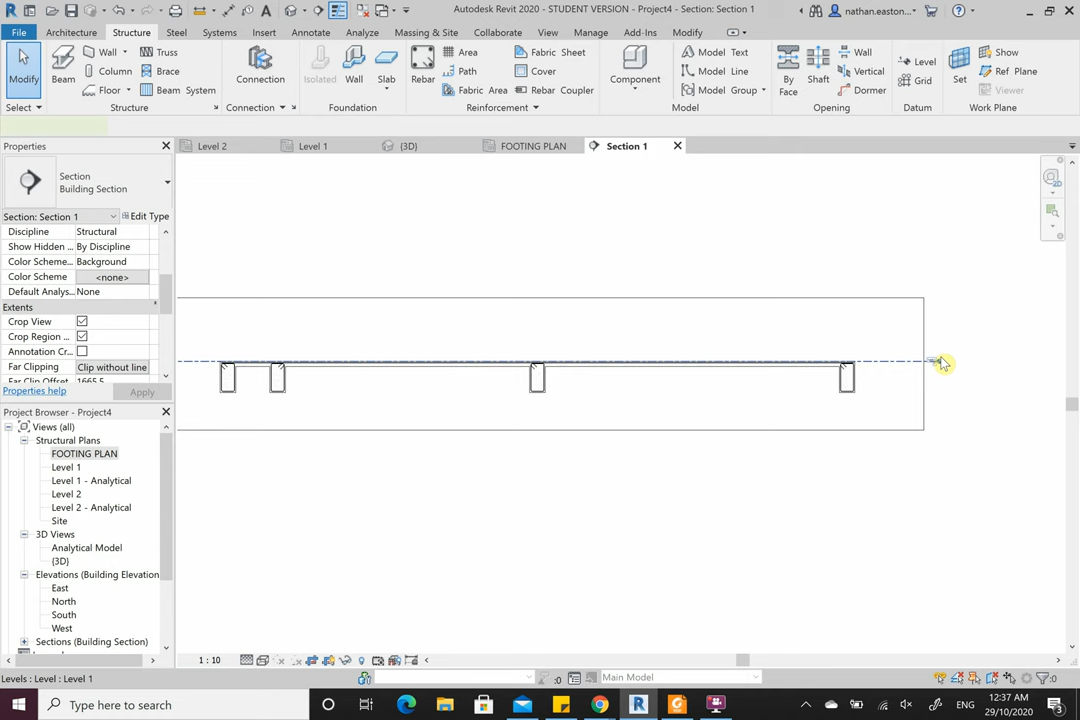 Autodesk Revit 2020 - STUDENT VERSION - Project4 - Section: Section 1
nathan.easton...
File Architecture Structure Steel Systems Insert Annotate Analyze Massing & Site Collaborate View Manage Add-Ins Modify
Modify
Select
Beam
Wall
Column
Floor
Truss
Brace
Beam System
Structure
Connection
Connection
Isolated
Wall
Slab
Foundation
Rebar
Area
Path
Fabric Area
Fabric Sheet
Cover
Rebar Coupler
Reinforcement
Component
Model Text
Model Line
Model Group
Model
By Face
Shaft
Wall
Vertical
Dormer
Opening
Level
Grid
Datum
Set
Show
Ref Plane
Viewer
Work Plane
Properties
Level 2
Level 1
{3D}
FOOTING PLAN
Section 1
Section
Building Section
Section: Section 1
Edit Type
Discipline Structural
Show Hidden ... By Discipline
Color Scheme... Background
Color Scheme <none>
Default Analys... None
Extents
Crop View
Crop Region ...
Annotation Cr...
Far Clipping Clip without line
Far Clip Offset 1665.5
Properties help
Apply
Project Browser - Project4
Views (all)
Structural Plans
FOOTING PLAN
Level 1
Level 1 - Analytical
Level 2
Level 2 - Analytical
Site
3D Views
Analytical Model
{3D}
Elevations (Building Elevation
East
North
South
West
Sections (Building Section)
1 : 10
Levels : Level : Level 1
:0
Main Model
:0
Type here to search
ENG
12:37 AM
29/10/2020
3